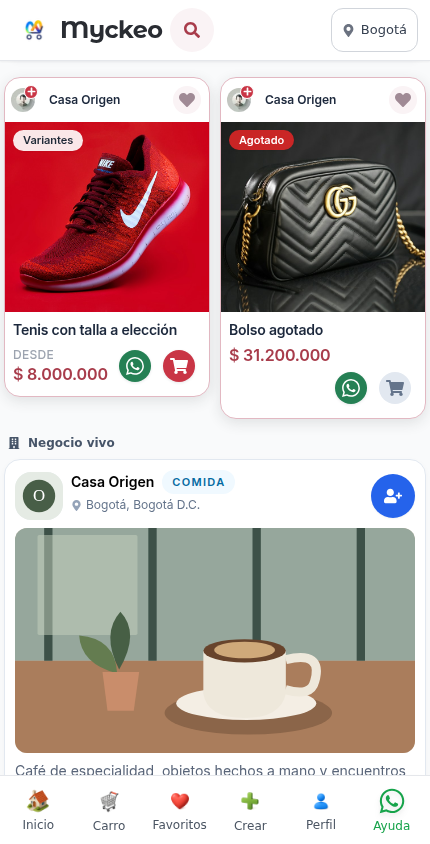 Myckeo
Bogotá
Casa Origen
Variantes
NIKE
Tenis con talla a elección
DESDE
$ 8.000.000
Casa Origen
Agotado
Bolso agotado
$ 31.200.000
Negocio vivo
O
Casa Origen COMIDA
Bogotá, Bogotá D.C.
Café de especialidad, objetos hechos a mano y encuentros
Inicio
Carro
Favoritos
Crear
Perfil
Ayuda